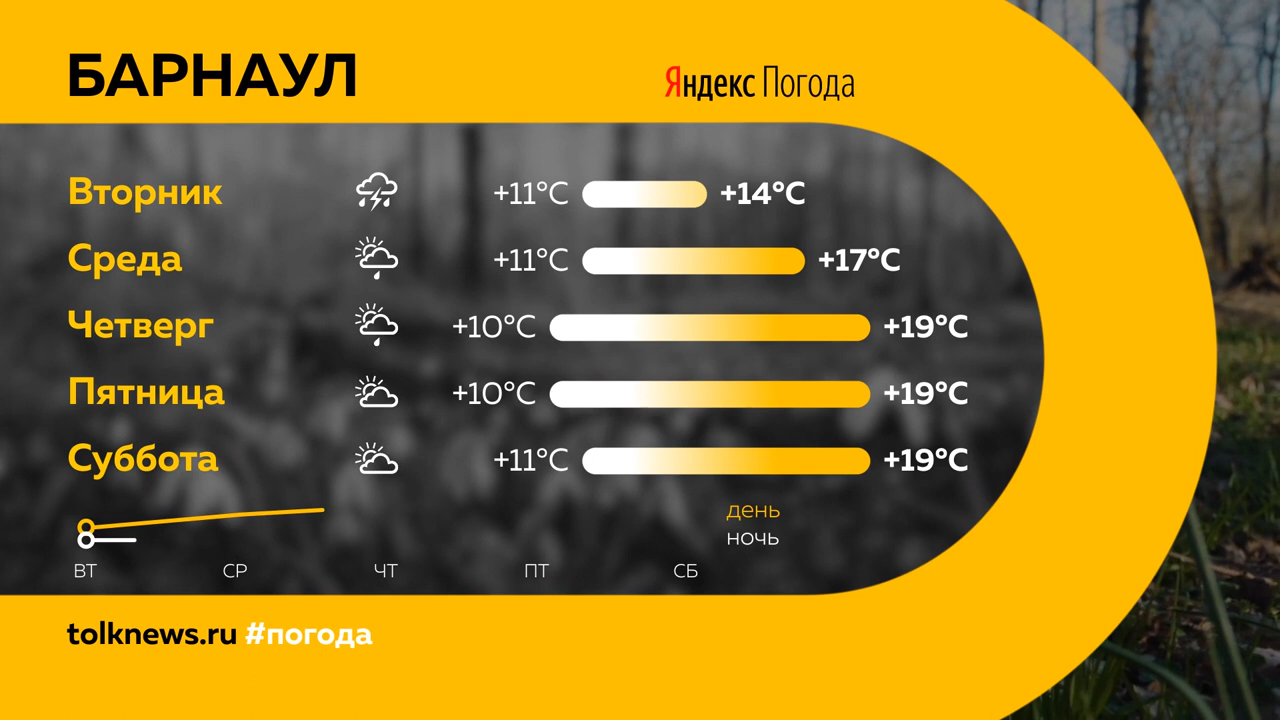 БАРНАУЛ
Яндекс Погода
Вторник +11°C +14°C
Среда +11°C +17°C
Четверг +10°C +19°C
Пятница +10°C +19°C
Суббота +11°C +19°C
день
ночь
ВТ СР ЧТ ПТ СБ
tolknews.ru #погода